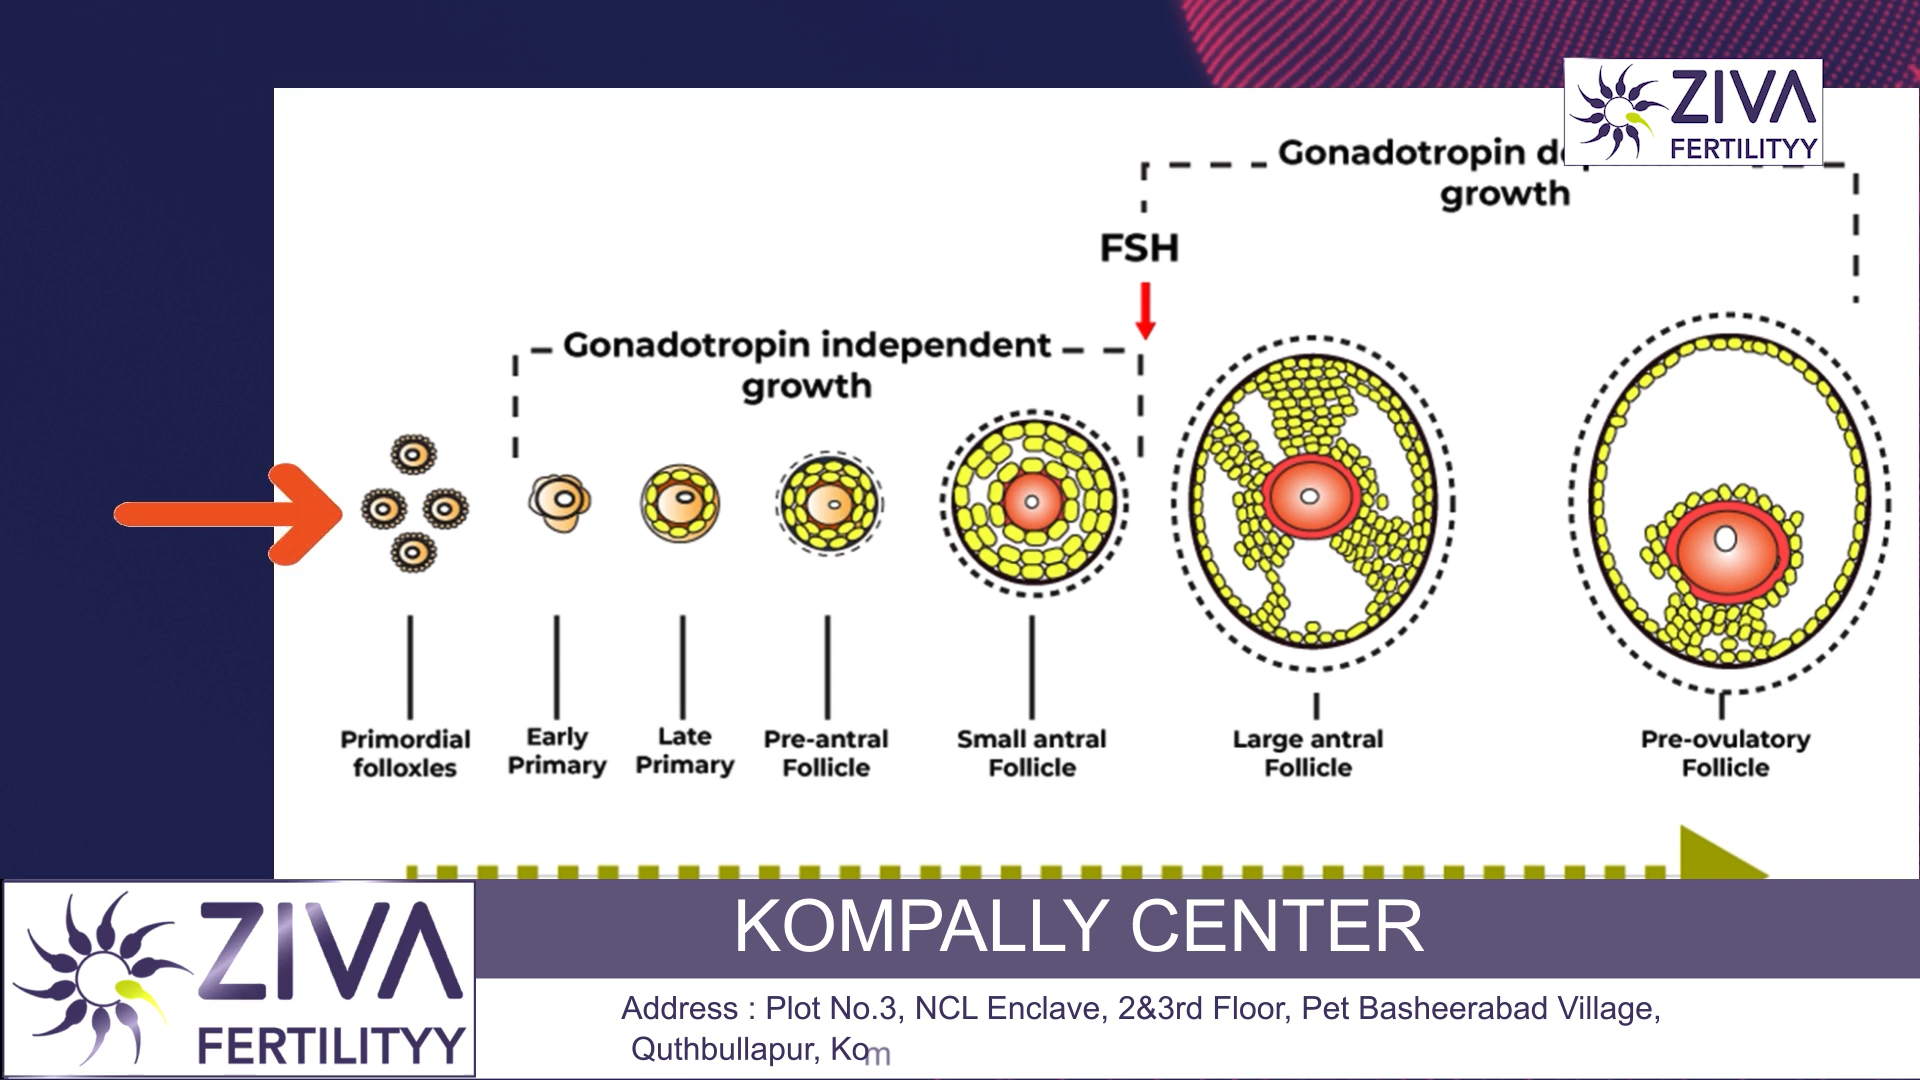 ZIVA
FERTILITYY
Gonadotropin
growth
FSH
Gonadotropin independent
growth
Primordial
folloxles
Early
Primary
Late
Primary
Pre-antral
Follicle
Small antral
Follicle
Large antral
Follicle
Pre-ovulatory
Follicle
ZIVA
FERTILITYY
KOMPALLY CENTER
Address : Plot No.3, NCL Enclave, 2&3rd Floor, Pet Basheerabad Village,
Quthbullapur, Kom